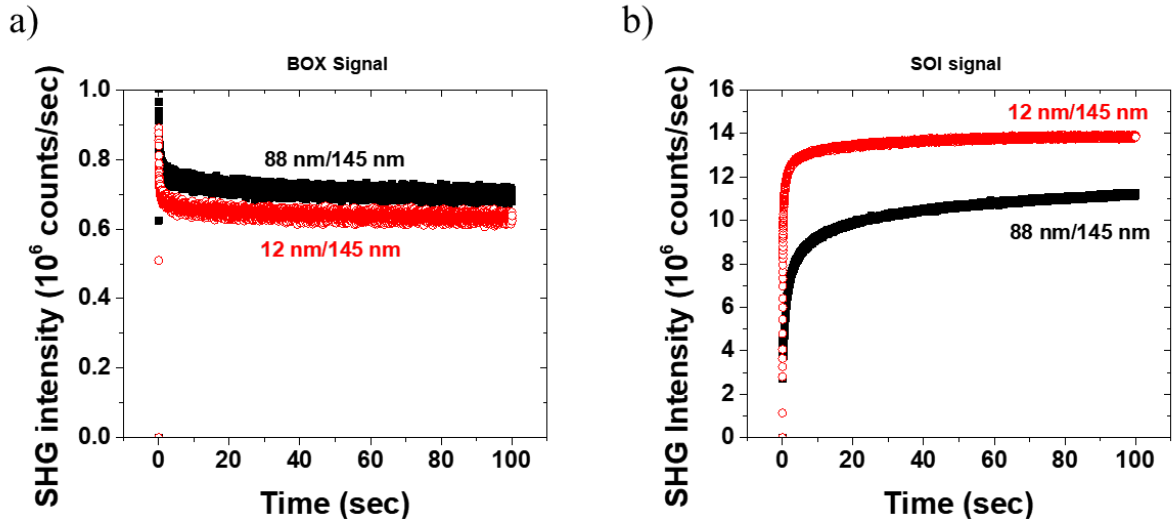 a)
BOX Signal
SHG intensity (10⁶ counts/sec)
1.0
0.8
0.6
0.4
0.2
0.0
88 nm/145 nm
12 nm/145 nm
0 20 40 60 80 100
Time (sec)
b)
SOI signal
SHG Intensity (10⁶ counts/sec)
16
14
12
10
8
6
4
2
0
12 nm/145 nm
88 nm/145 nm
0 20 40 60 80 100
Time (sec)